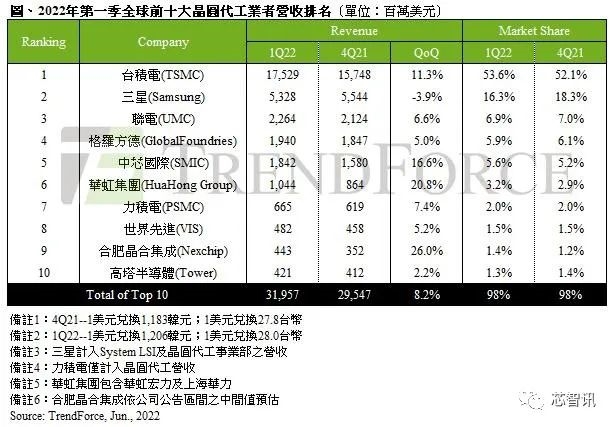 圖、2022年第一季全球前十大晶圓代工業者營收排名〔單位：百萬美元〕
Ranking Company Revenue Market Share
1Q22 4Q21 QoQ 1Q22 4Q21
1 台積電(TSMC) 17,529 15,748 11.3% 53.6% 52.1%
2 三星(Samsung) 5,328 5,544 -3.9% 16.3% 18.3%
3 聯電(UMC) 2,264 2,124 6.6% 6.9% 7.0%
4 格羅方德(GlobalFoundries) 1,940 1,847 5.0% 5.9% 6.1%
5 中芯國際(SMIC) 1,842 1,580 16.6% 5.6% 5.2%
6 華虹集團(HuaHong Group) 1,044 864 20.8% 3.2% 2.9%
7 力積電(PSMC) 665 619 7.4% 2.0% 2.0%
8 世界先進(VIS) 482 458 5.2% 1.5% 1.5%
9 合肥晶合集成(Nexchip) 443 352 26.0% 1.4% 1.2%
10 高塔半導體(Tower) 421 412 2.2% 1.3% 1.4%
Total of Top 10 31,957 29,547 8.2% 98% 98%
TRENDFORCE
備註1：4Q21--1美元兌換1,183韓元；1美元兌換27.8台幣
備註2：1Q22--1美元兌換1,206韓元；1美元兌換28.0台幣
備註3：三星計入System LSI及晶圓代工事業部之營收
備註4：力積電僅計入晶圓代工營收
備註5：華虹集團包含華虹宏力及上海華力
備註6：合肥晶合集成依公司公告區間之中間值預估
Source: TrendForce, Jun., 2022
芯智讯